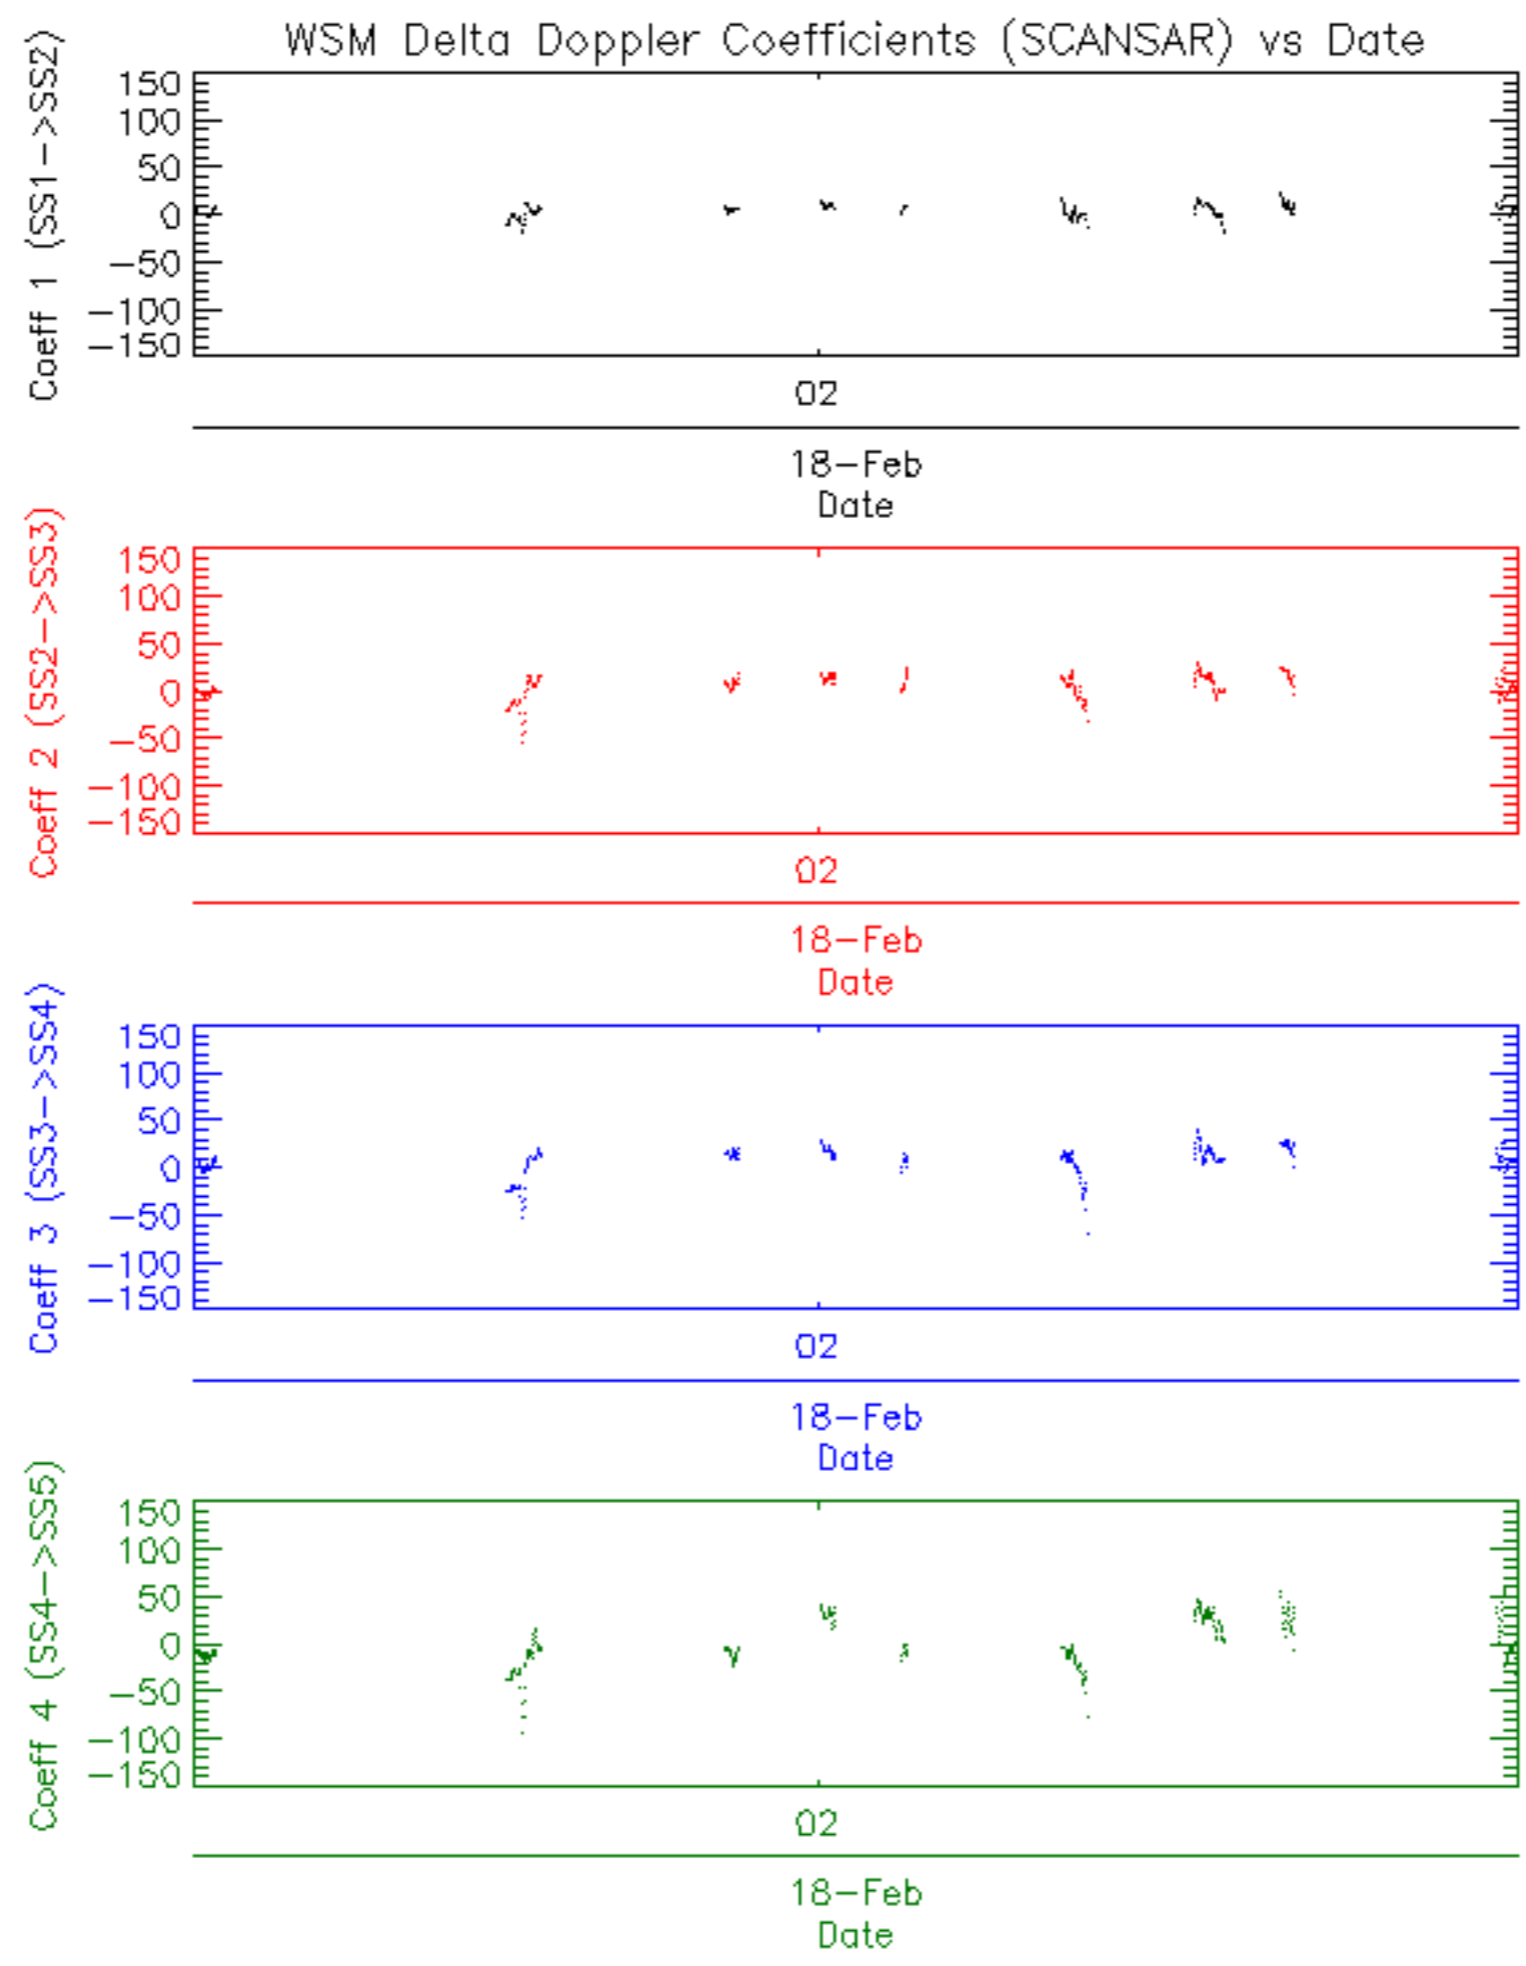 WSM Delta Doppler Coefficients (SCANSAR) vs Date
Coeff 1 (SS1->SS2)
150
100
50
0
-50
-100
-150
02
18-Feb
Date
Coeff 2 (SS2->SS3)
150
100
50
0
-50
-100
-150
02
18-Feb
Date
Coeff 3 (SS3->SS4)
150
100
50
0
-50
-100
-150
02
18-Feb
Date
Coeff 4 (SS4->SS5)
150
100
50
0
-50
-100
-150
02
18-Feb
Date